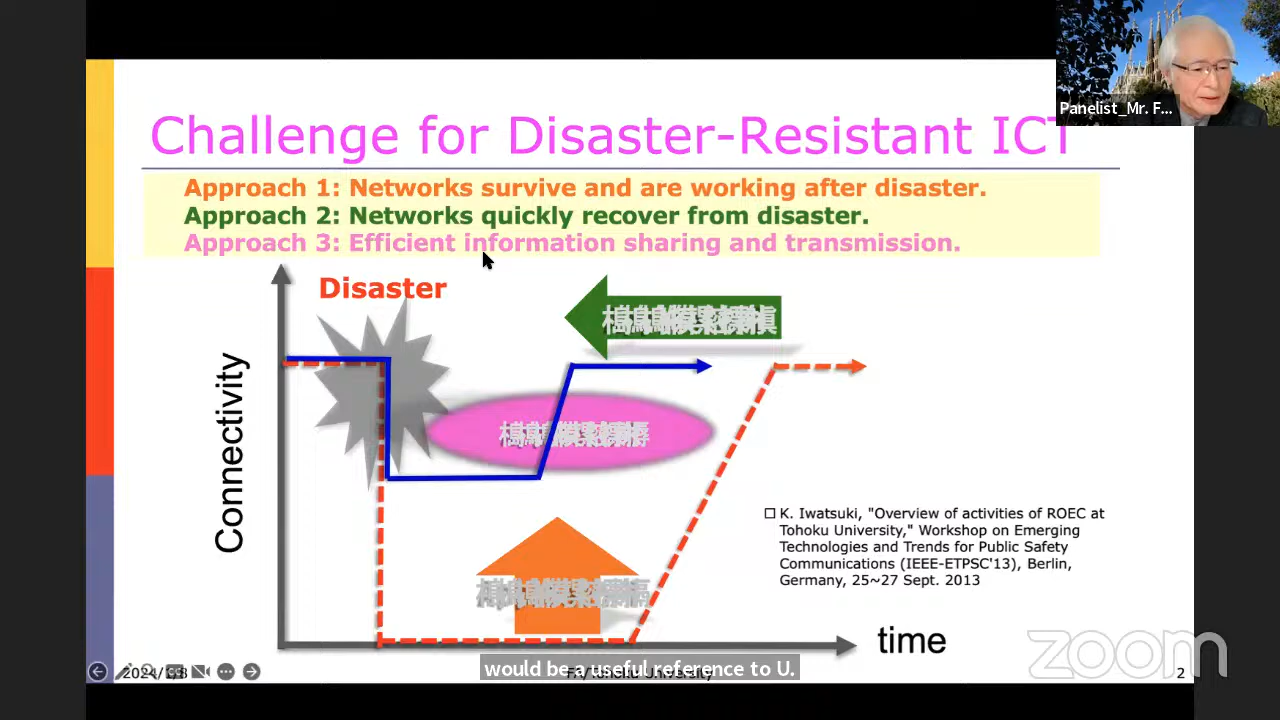 Panelist_Mr. F...
Challenge for Disaster-Resistant ICT
Approach 1: Networks survive and are working after disaster.
Approach 2: Networks quickly recover from disaster.
Approach 3: Efficient information sharing and transmission.
Disaster
Connectivity
K. Iwatsuki, "Overview of activities of ROEC at
Tohoku University," Workshop on Emerging
Technologies and Trends for Public Safety
Communications (IEEE-ETPSC'13), Berlin,
Germany, 25~27 Sept. 2013
time
zoom
would be a useful reference to U.
University
2